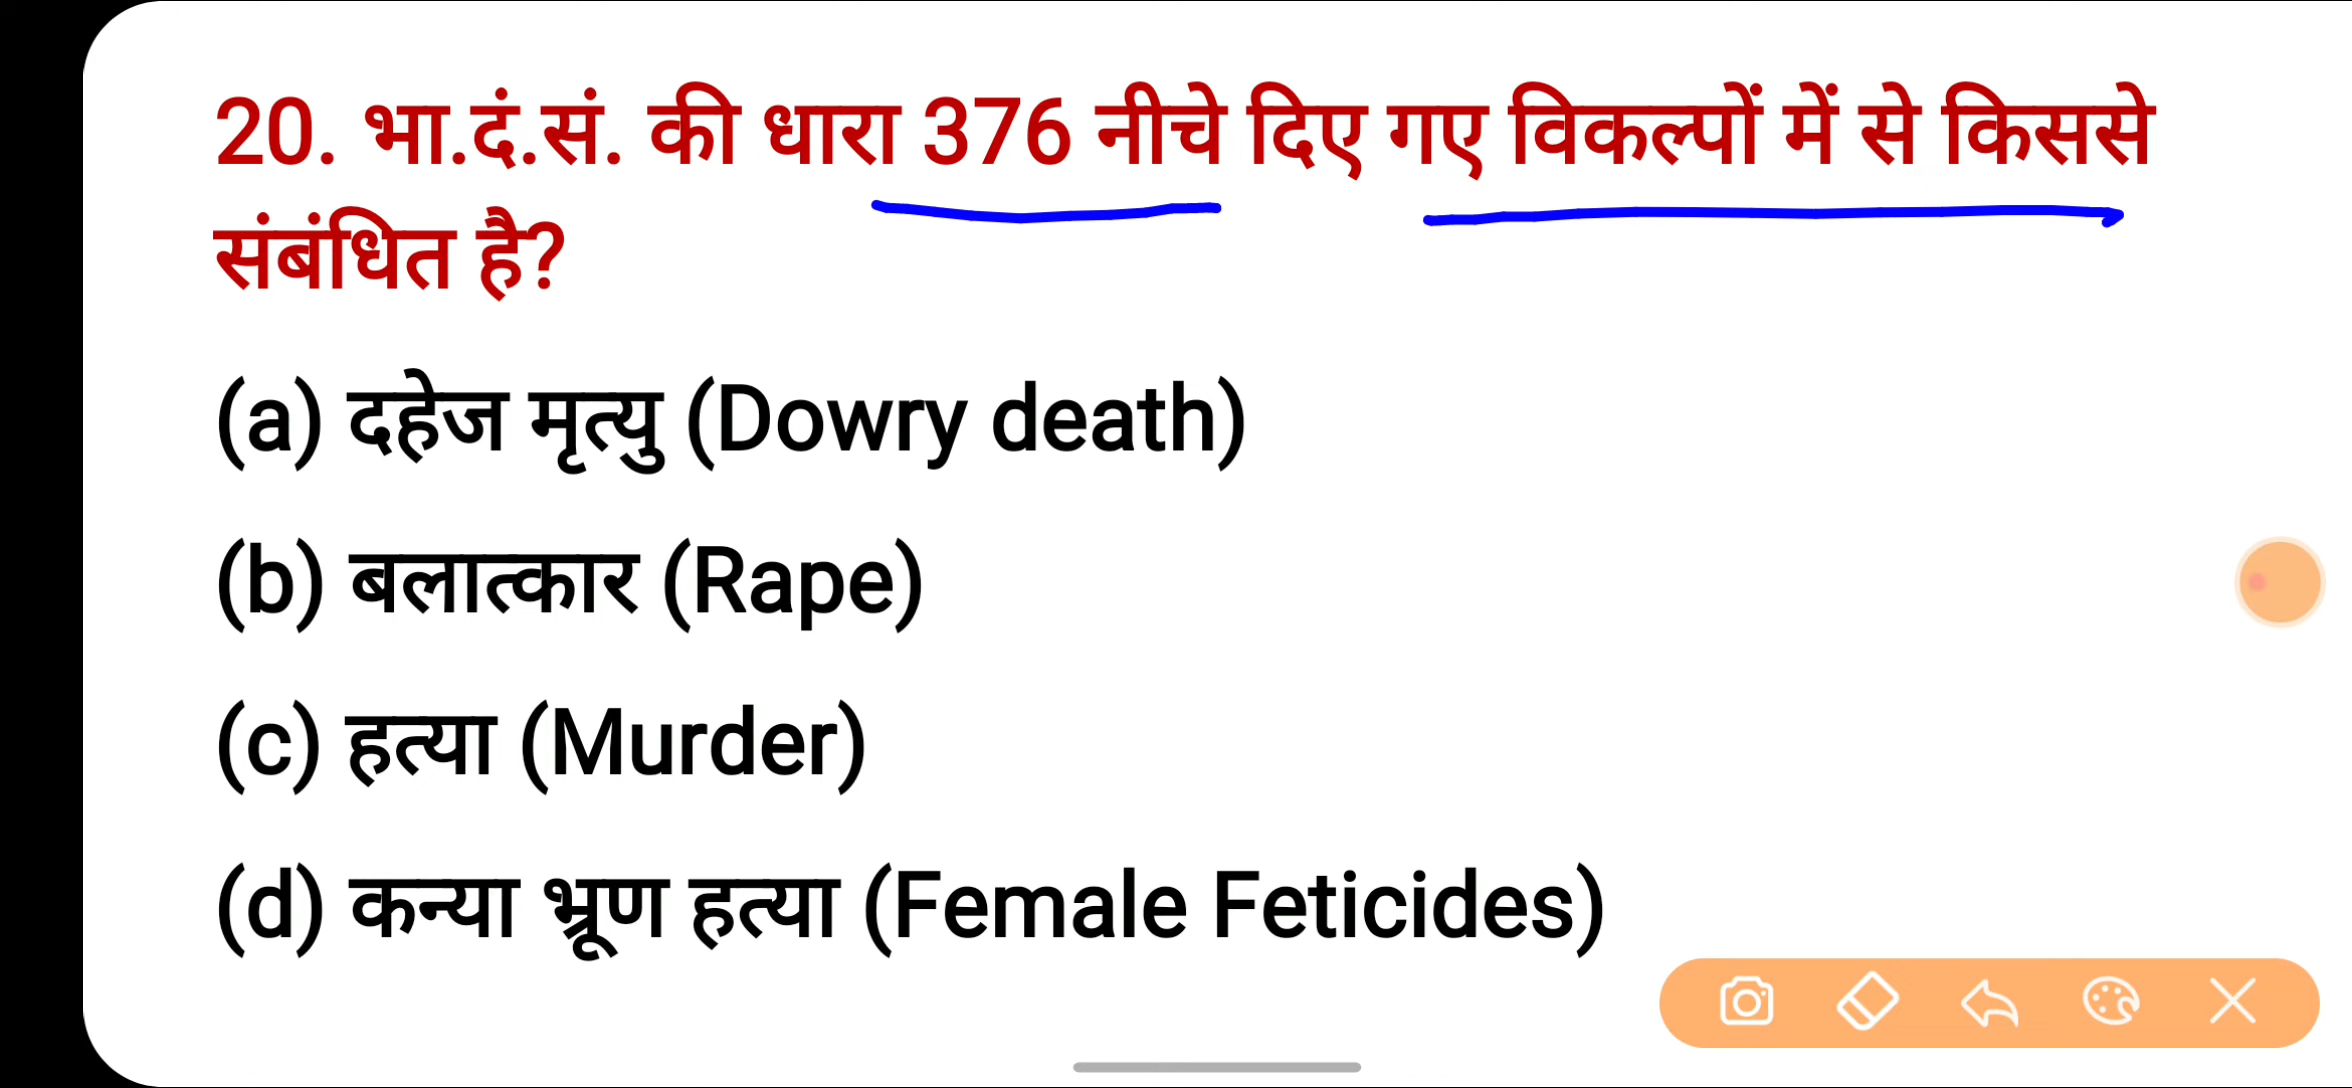 20. भा.दं.सं. की धारा 376 नीचे दिए गए विकल्पों में से किससे
संबंधित है?
(a) दहेज मृत्यु (Dowry death)
(b) बलात्कार (Rape)
(c) हत्या (Murder)
(d) कन्या भ्रूण हत्या (Female Feticides)